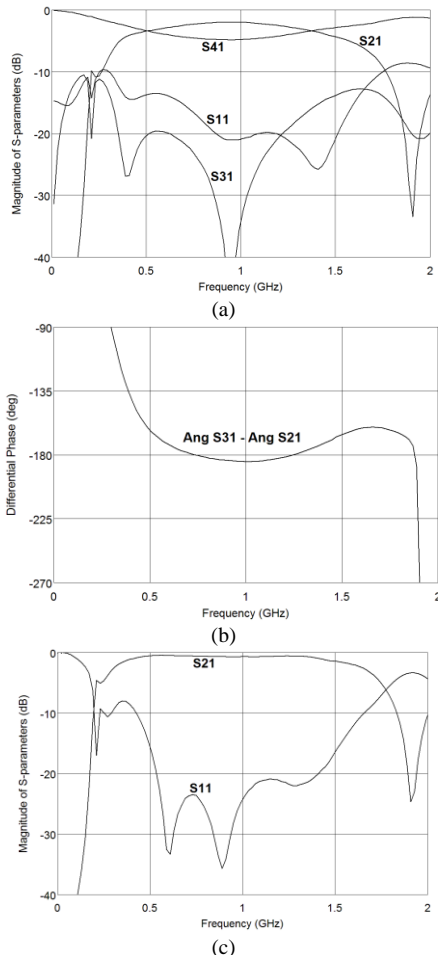 0
-10
-20
-30
-40
Magnitude of S-parameters (dB)
S41
S21
S11
S31
0 0.5 1 1.5 2
Frequency (GHz)
(a)
-90
-135
-180
-225
-270
Differential Phase (deg)
Ang S31 - Ang S21
0 0.5 1 1.5 2
Frequency (GHz)
(b)
0
-10
-20
-30
-40
Magnitude of S-parameters (dB)
S21
S11
0 0.5 1 1.5 2
Frequency (GHz)
(c)